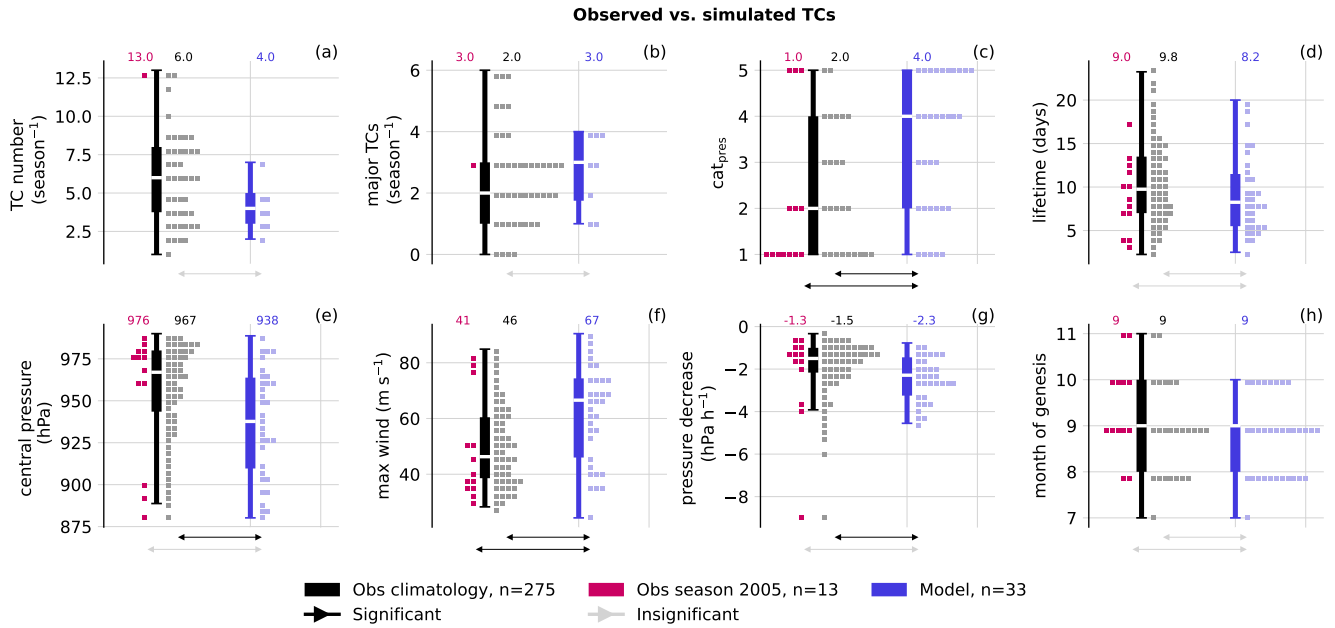 Observed vs. simulated TCs
(a)
13.0 6.0 4.0
TC number
(season−1)
12.5
10.0
7.5
5.0
2.5
(b)
3.0 2.0 3.0
major TCs
(season−1)
6
4
2
0
(c)
1.0 2.0 4.0
catpres
5
4
3
2
1
(d)
9.0 9.8 8.2
lifetime (days)
20
15
10
5
(e)
976 967 938
central pressure
(hPa)
975
950
925
900
875
(f)
41 46 67
max wind (m s−1)
80
60
40
(g)
-1.3 -1.5 -2.3
pressure decrease
(hPa h−1)
0
−2
−4
−6
−8
(h)
9 9 9
month of genesis
11
10
9
8
7
Obs climatology, n=275
Obs season 2005, n=13
Model, n=33
Significant
Insignificant